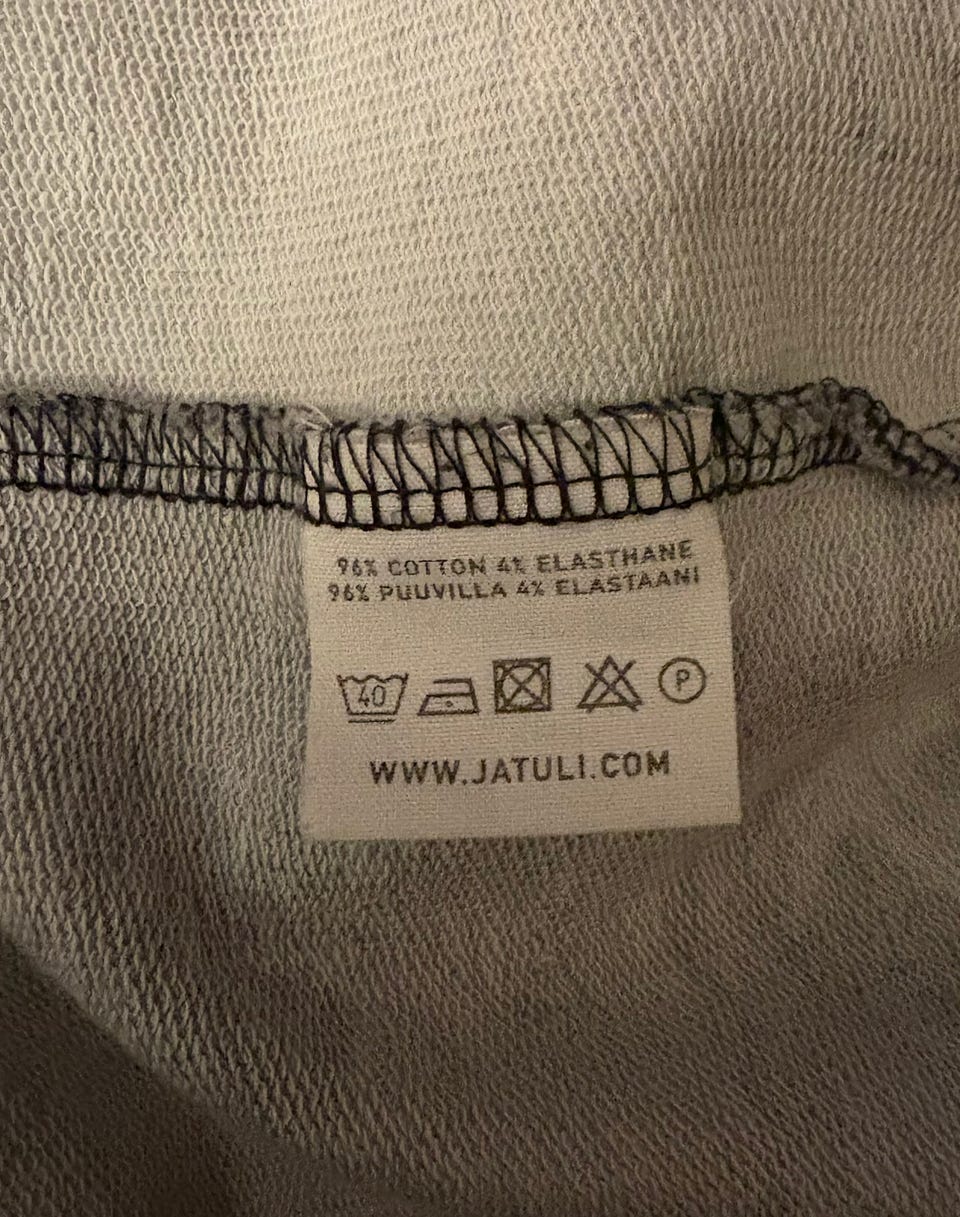 96% COTTON 4% ELASTHANE
96% PUUVILLA 4% ELASTAANI
40 P
WWW.JATULI.COM